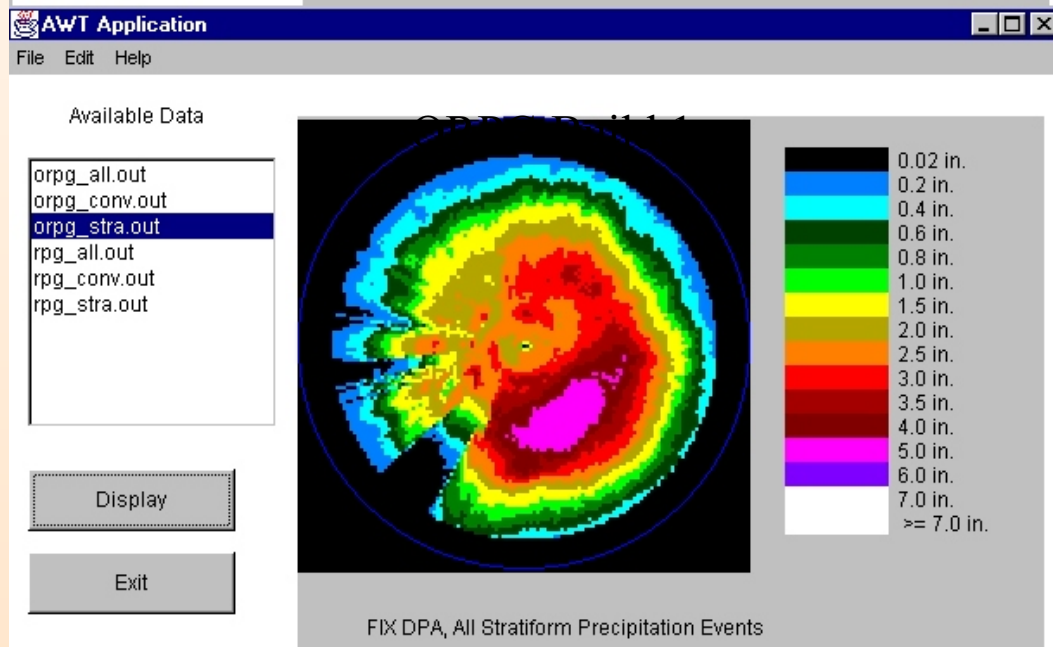 AWT Application
File Edit Help
Available Data
orpg_all.out
orpg_conv.out
orpg_stra.out
rpg_all.out
rpg_conv.out
rpg_stra.out
Display
Exit
0.02 in.
0.2 in.
0.4 in.
0.6 in.
0.8 in.
1.0 in.
1.5 in.
2.0 in.
2.5 in.
3.0 in.
3.5 in.
4.0 in.
5.0 in.
6.0 in.
7.0 in.
>= 7.0 in.
FIX DPA, All Stratiform Precipitation Events